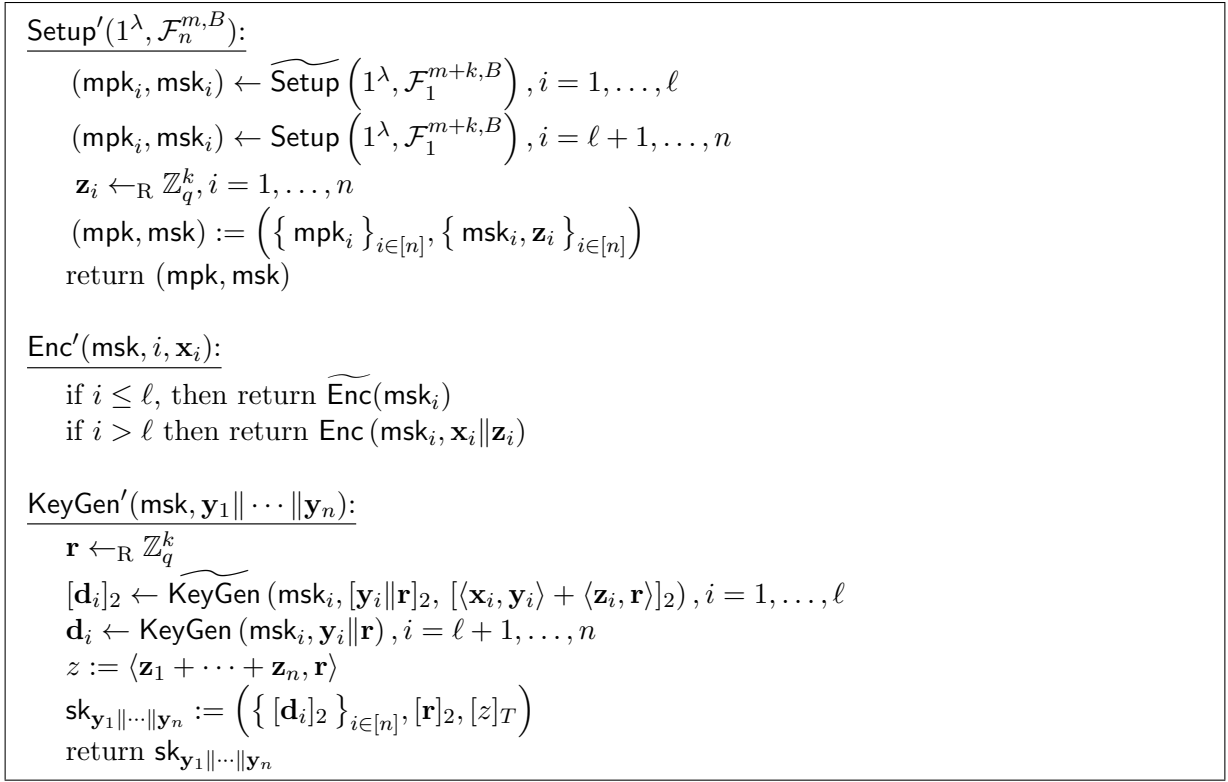 Setup′(1^λ, 𝓕_n^{m,B}):
(mpk_i, msk_i) ← \widetilde{Setup} (1^λ, 𝓕_1^{m+k,B}), i = 1, …, ℓ
(mpk_i, msk_i) ← Setup (1^λ, 𝓕_1^{m+k,B}), i = ℓ + 1, …, n
𝐳_i ←_R ℤ_q^k, i = 1, …, n
(mpk, msk) := ({ mpk_i }_{i∈[n]}, { msk_i, 𝐳_i }_{i∈[n]})
return (mpk, msk)
Enc′(msk, i, 𝐱_i):
if i ≤ ℓ, then return \widetilde{Enc}(msk_i)
if i > ℓ then return Enc (msk_i, 𝐱_i‖𝐳_i)
KeyGen′(msk, 𝐲_1‖ ⋯ ‖𝐲_n):
𝐫 ←_R ℤ_q^k
[𝐝_i]_2 ← \widetilde{KeyGen} (msk_i, [𝐲_i‖𝐫]_2, [⟨𝐱_i, 𝐲_i⟩ + ⟨𝐳_i, 𝐫⟩]_2), i = 1, …, ℓ
𝐝_i ← KeyGen (msk_i, 𝐲_i‖𝐫), i = ℓ + 1, …, n
z := ⟨𝐳_1 + ⋯ + 𝐳_n, 𝐫⟩
sk_{𝐲_1‖⋯‖𝐲_n} := ({ [𝐝_i]_2 }_{i∈[n]}, [𝐫]_2, [z]_T)
return sk_{𝐲_1‖⋯‖𝐲_n}